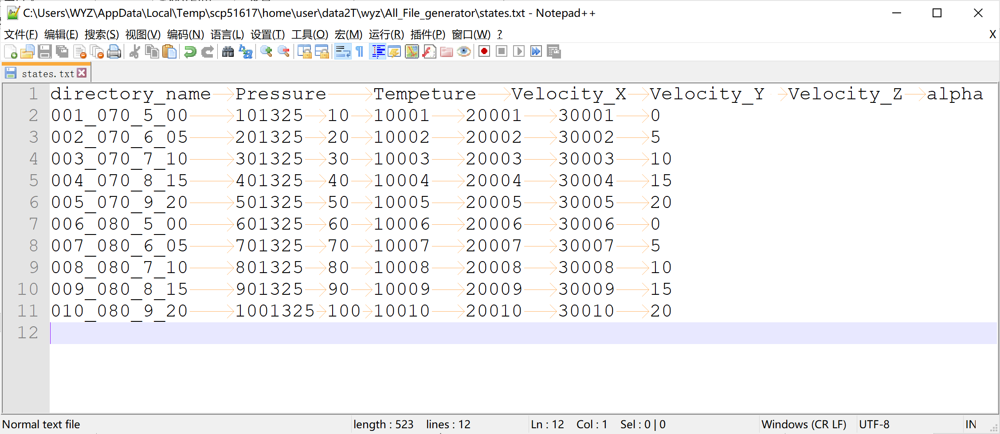 C:\Users\WYZ\AppData\Local\Temp\scp51617\home\user\data2T\wyz\All_File_generator\states.txt - Notepad++
文件(F) 编辑(E) 搜索(S) 视图(V) 编码(N) 语言(L) 设置(T) 工具(O) 宏(M) 运行(R) 插件(P) 窗口(W) ? X
states.txt
1 directory_name Pressure Tempeture Velocity_X Velocity_Y Velocity_Z alpha
2 001_070_5_00 101325 10 10001 20001 30001 0
3 002_070_6_05 201325 20 10002 20002 30002 5
4 003_070_7_10 301325 30 10003 20003 30003 10
5 004_070_8_15 401325 40 10004 20004 30004 15
6 005_070_9_20 501325 50 10005 20005 30005 20
7 006_080_5_00 601325 60 10006 20006 30006 0
8 007_080_6_05 701325 70 10007 20007 30007 5
9 008_080_7_10 801325 80 10008 20008 30008 10
10 009_080_8_15 901325 90 10009 20009 30009 15
11 010_080_9_20 1001325 100 10010 20010 30010 20
12
Normal text file length : 523 lines : 12 Ln : 12 Col : 1 Sel : 0 | 0 Windows (CR LF) UTF-8 IN